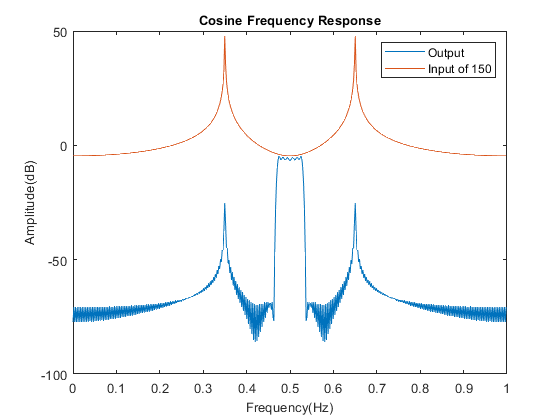 Cosine Frequency Response
50
0
-50
-100
Amplitude(dB)
Output
Input of 150
0 0.1 0.2 0.3 0.4 0.5 0.6 0.7 0.8 0.9 1
Frequency(Hz)